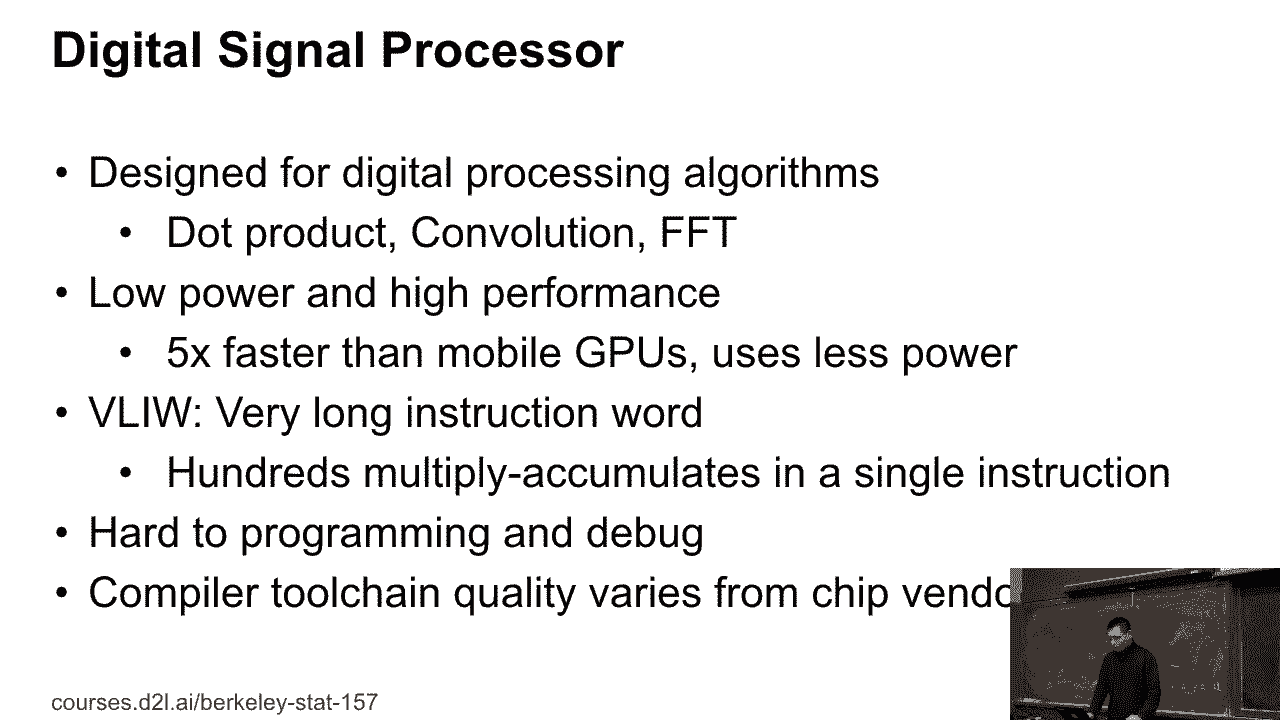 Digital Signal Processor
• Designed for digital processing algorithms
• Dot product, Convolution, FFT
• Low power and high performance
• 5x faster than mobile GPUs, uses less power
• VLIW: Very long instruction word
• Hundreds multiply-accumulates in a single instruction
• Hard to programming and debug
• Compiler toolchain quality varies from chip
courses.d2l.ai/berkeley-stat-157